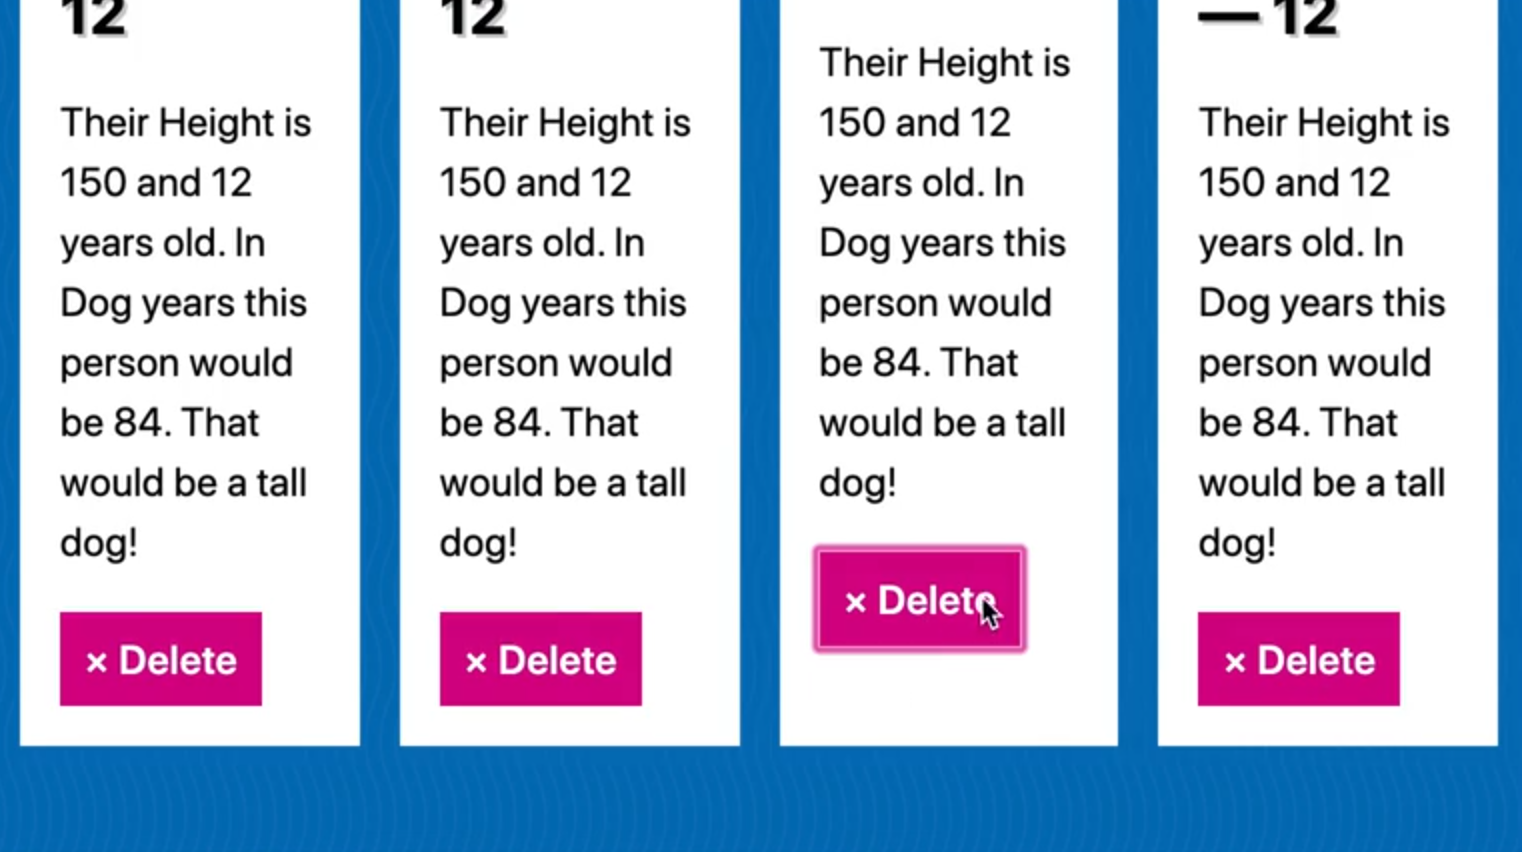 12
Their Height is
150 and 12
years old. In
Dog years this
person would
be 84. That
would be a tall
dog!
× Delete
12
Their Height is
150 and 12
years old. In
Dog years this
person would
be 84. That
would be a tall
dog!
× Delete
Their Height is
150 and 12
years old. In
Dog years this
person would
be 84. That
would be a tall
dog!
× Delete
— 12
Their Height is
150 and 12
years old. In
Dog years this
person would
be 84. That
would be a tall
dog!
× Delete